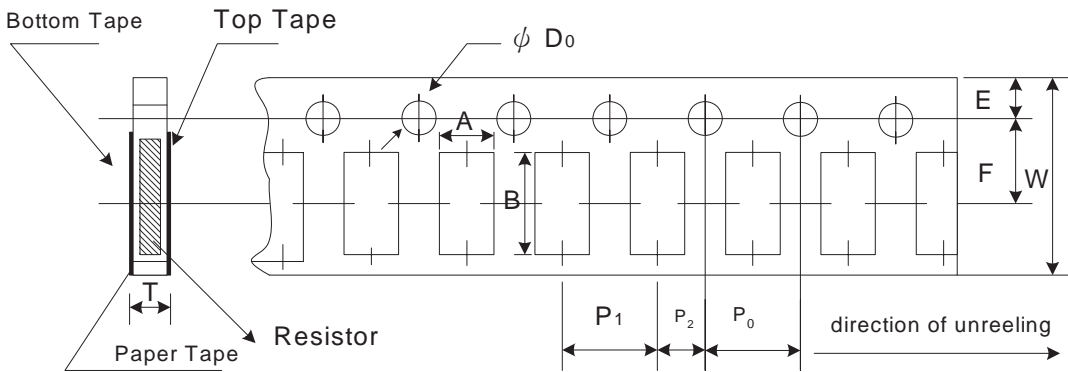 Bottom Tape
Top Tape
ϕ D0
E
A
F
W
B
T
P1
P2
P0
Resistor
direction of unreeling
Paper Tape